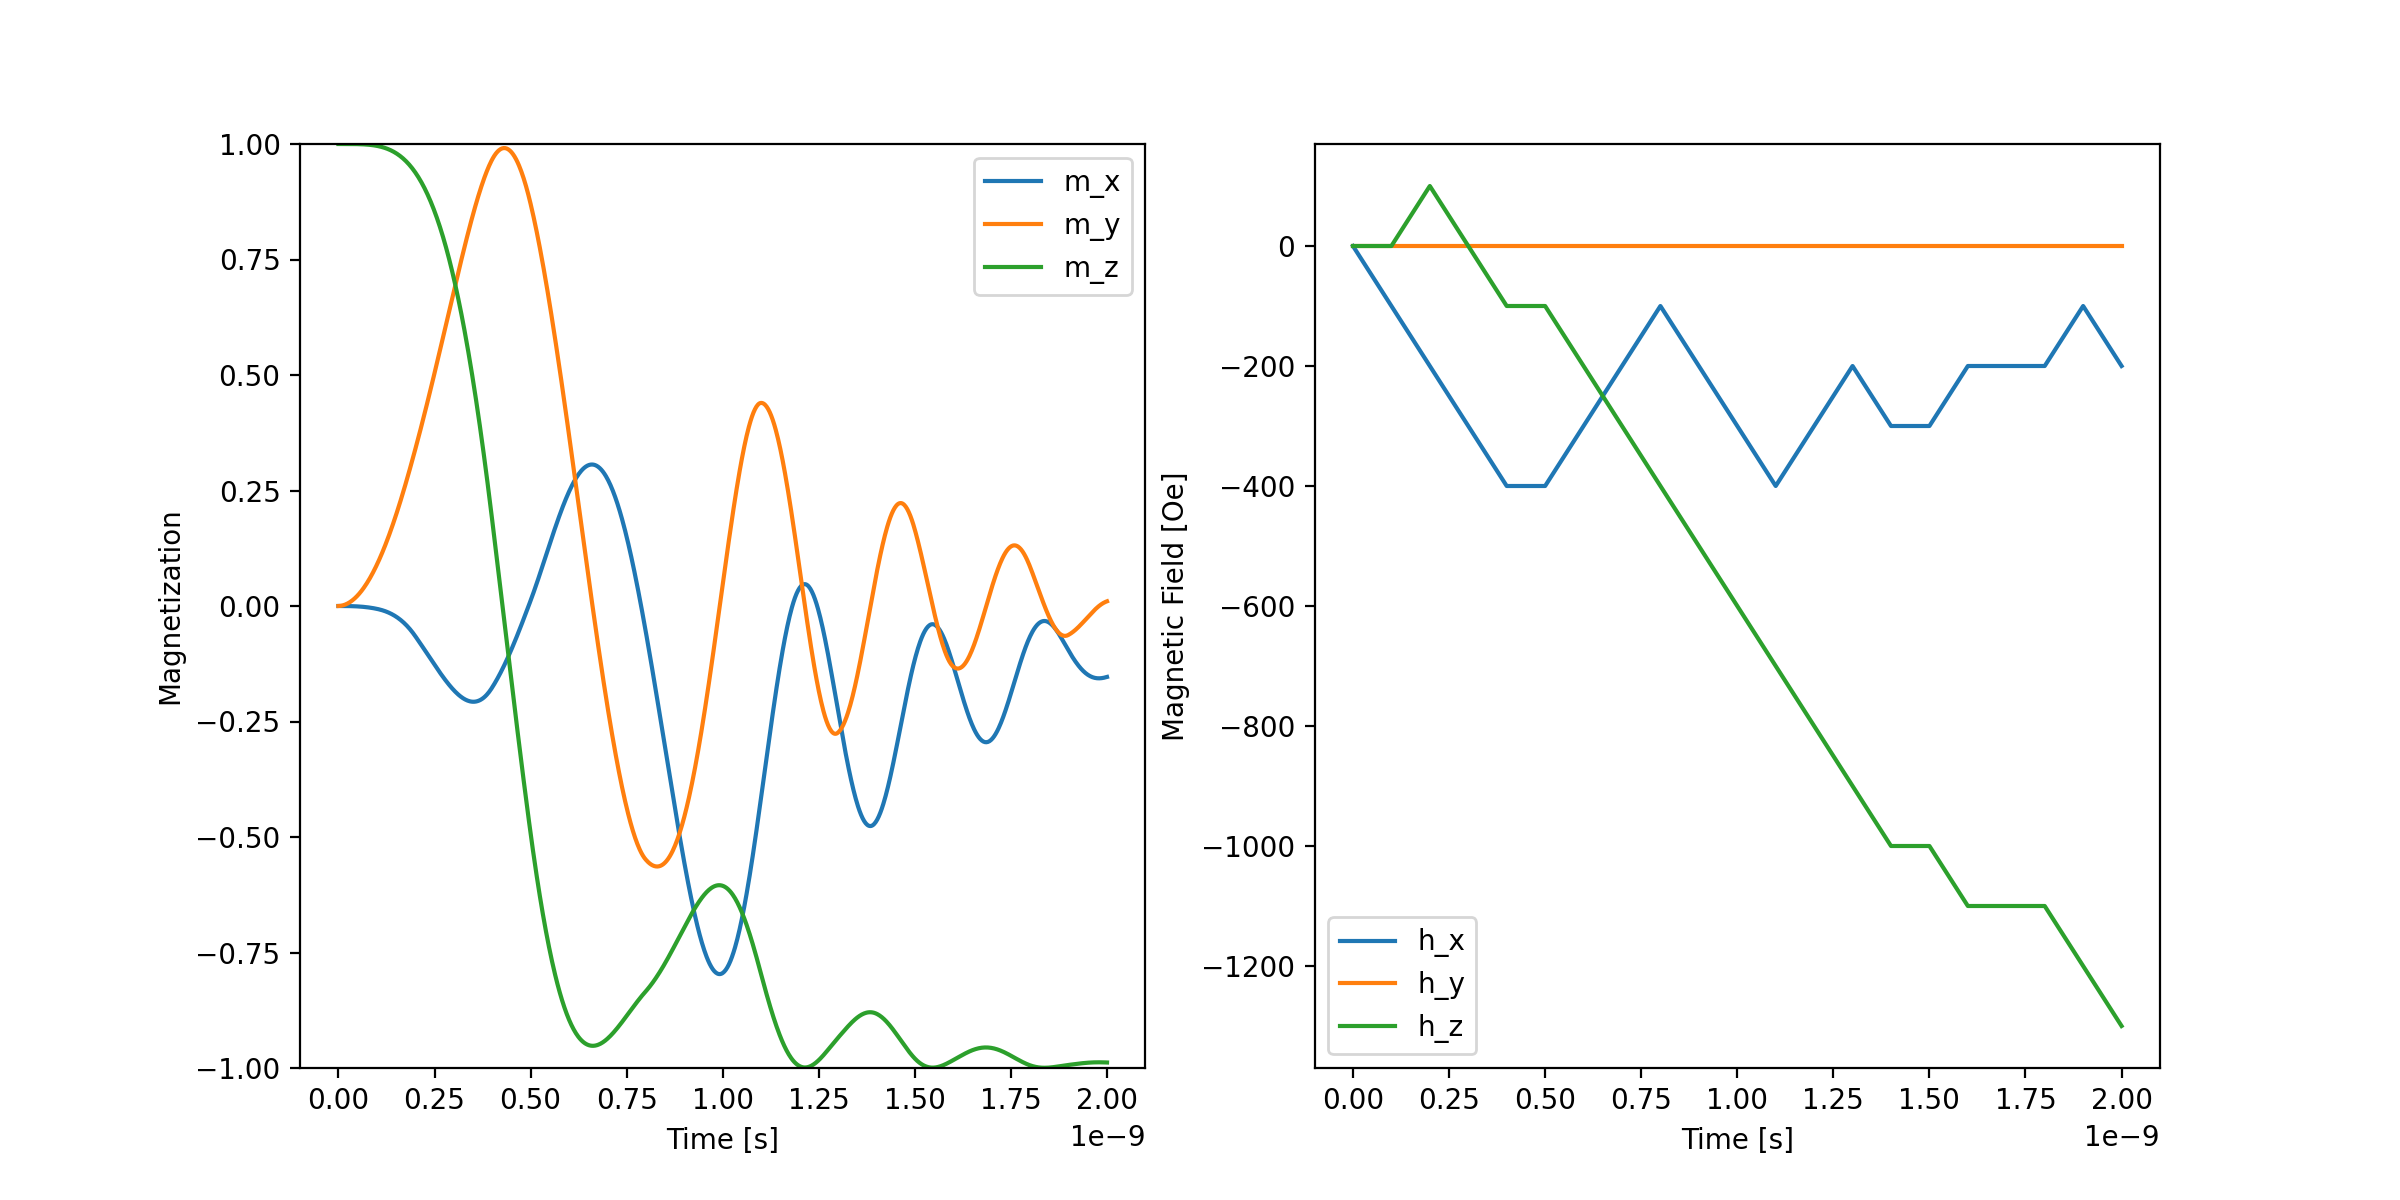 Magnetization
1.00
0.75
0.50
0.25
0.00
−0.25
−0.50
−0.75
−1.00
m_x
m_y
m_z
0.00 0.25 0.50 0.75 1.00 1.25 1.50 1.75 2.00
Time [s]
1e−9
Magnetic Field [Oe]
0
−200
−400
−600
−800
−1000
−1200
h_x
h_y
h_z
0.00 0.25 0.50 0.75 1.00 1.25 1.50 1.75 2.00
Time [s]
1e−9